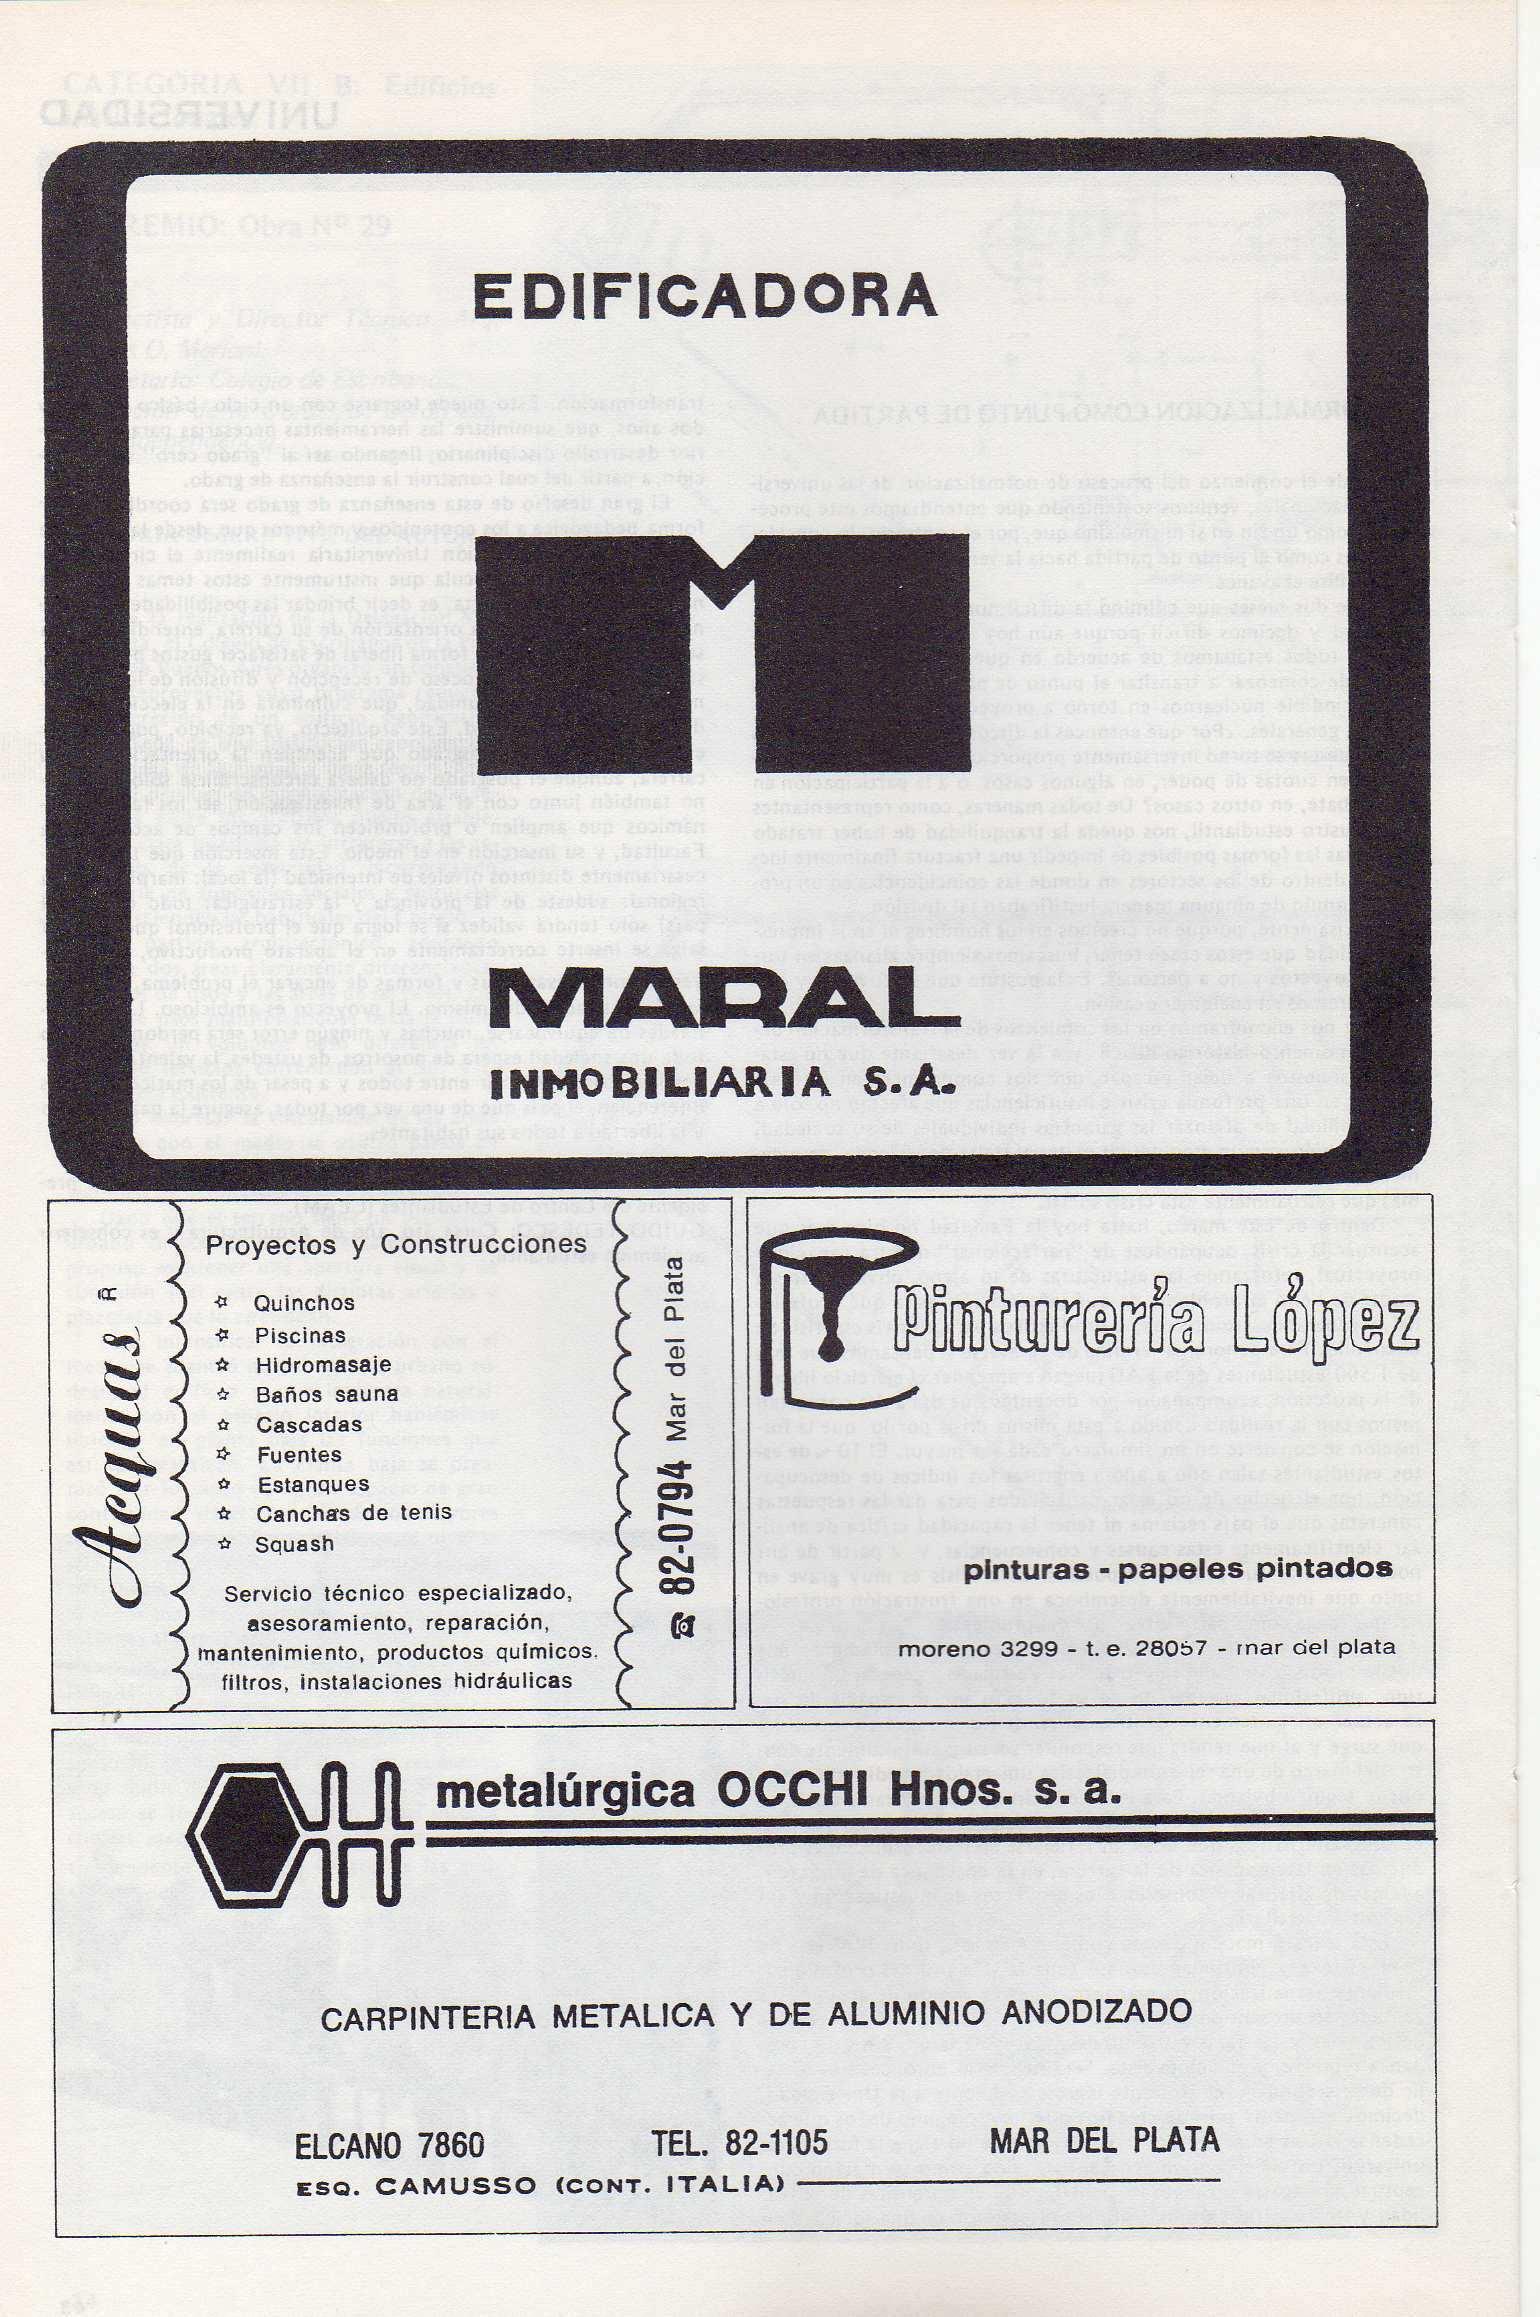 EDIFICADORA
MARAL
INMOBILIARIA S.A.
Acquas R
Proyectos y Construcciones
☆ Quinchos
☆ Piscinas
☆ Hidromasaje
☆ Baños sauna
☆ Cascadas
☆ Fuentes
☆ Estanques
☆ Canchas de tenis
☆ Squash
Servicio técnico especializado,
asesoramiento, reparación,
mantenimiento, productos químicos.
filtros, instalaciones hidráulicas
☎ 82-0794 Mar del Plata
Pinturería López
pinturas - papeles pintados
moreno 3299 - t. e. 28057 - mar del plata
metalúrgica OCCHI Hnos. s. a.
CARPINTERIA METALICA Y DE ALUMINIO ANODIZADO
ELCANO 7860 TEL. 82-1105 MAR DEL PLATA
ESQ. CAMUSSO (CONT. ITALIA)